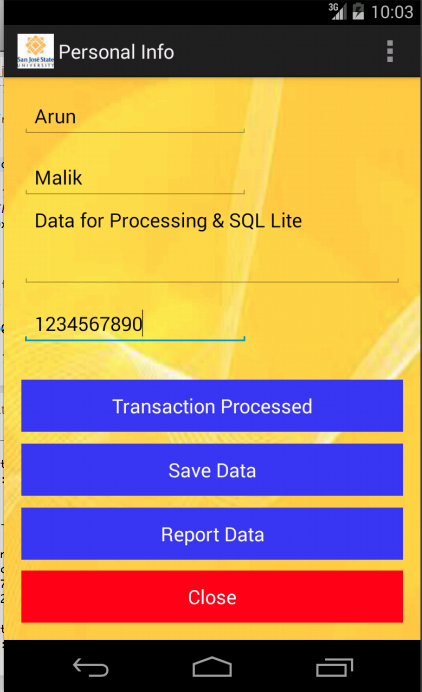 3G 10:03
San José State
UNIVERSITY
Personal Info
Arun
Malik
Data for Processing & SQL Lite
1234567890
Transaction Processed
Save Data
Report Data
Close